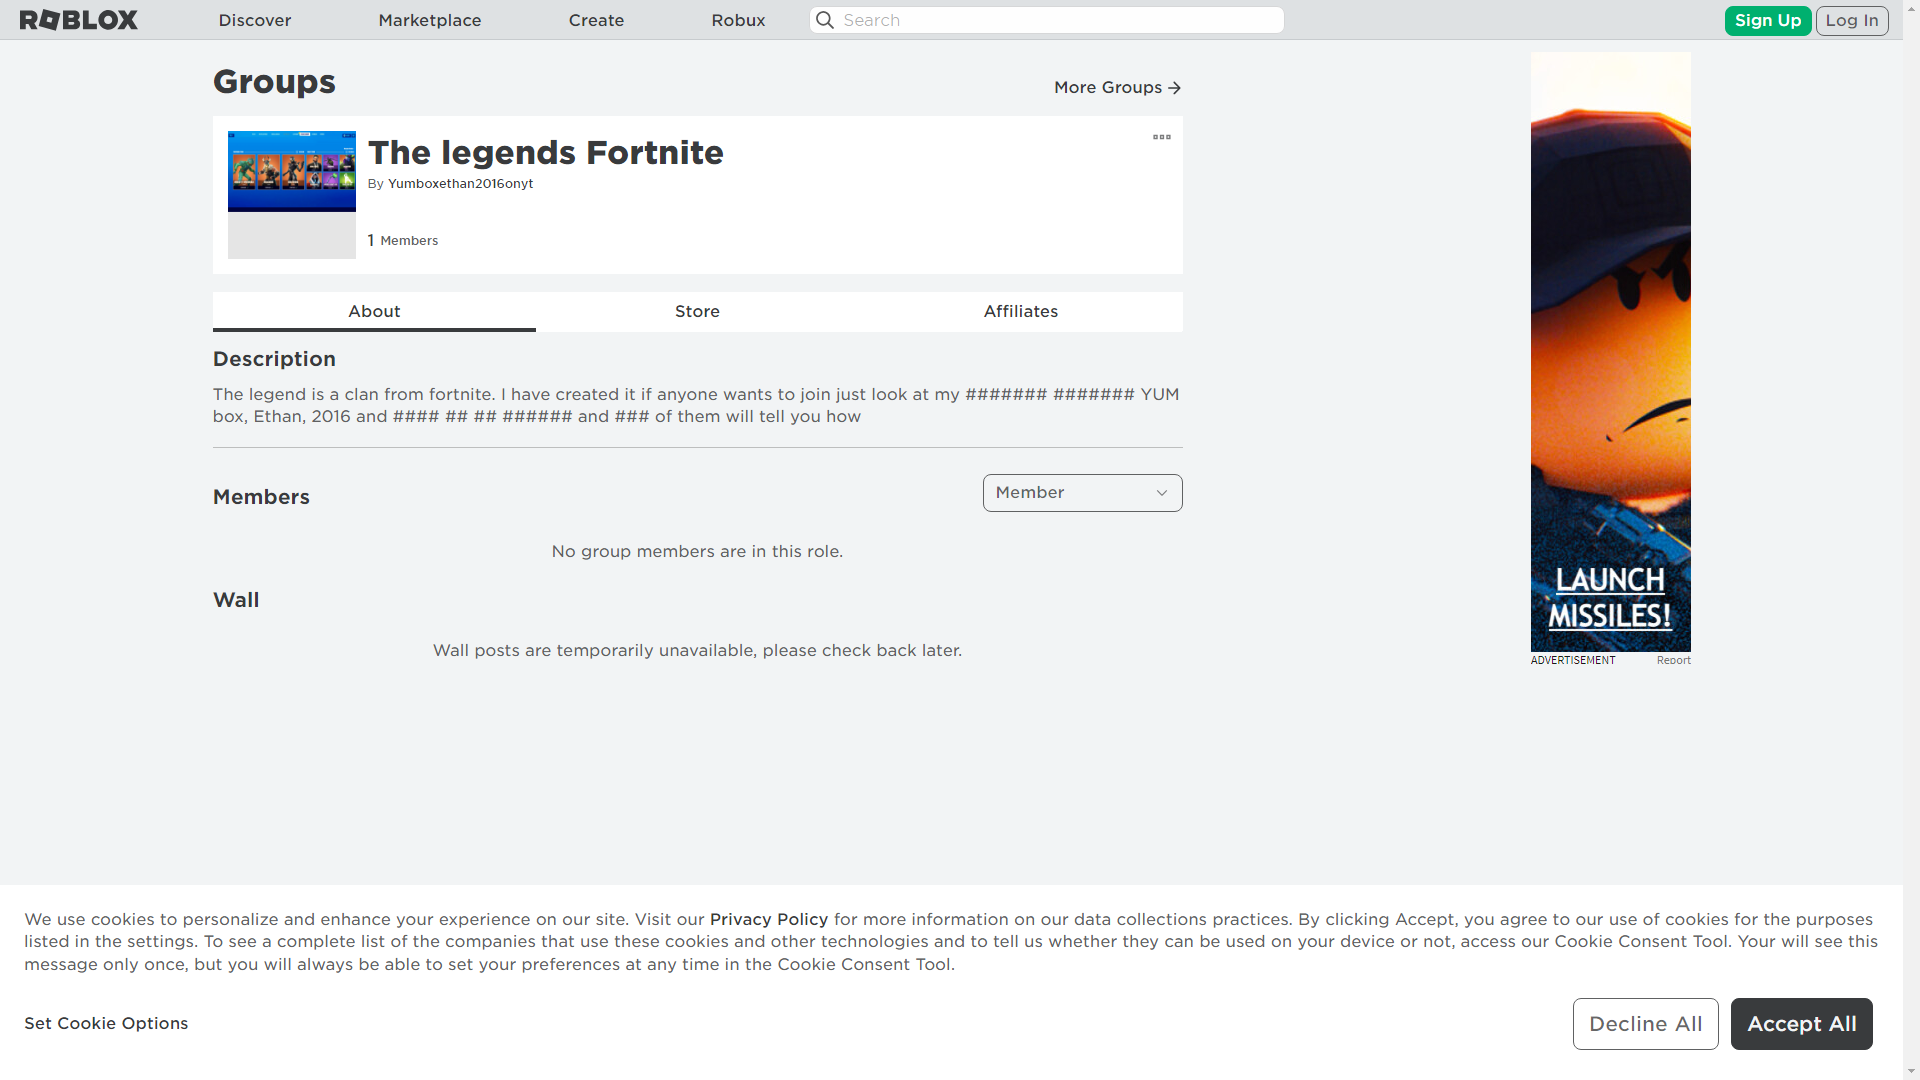 ROBLOX Discover Marketplace Create Robux Search Sign Up Log In
Groups
More Groups
The legends Fortnite
By Yumboxethan2016onyt
1 Members
About Store Affiliates
Description
The legend is a clan from fortnite. I have created it if anyone wants to join just look at my ####### ####### YUM
box, Ethan, 2016 and #### ## ## ###### and ### of them will tell you how
Members
Member
No group members are in this role.
Wall
Wall posts are temporarily unavailable, please check back later.
LAUNCH
MISSILES!
ADVERTISEMENT Report
We use cookies to personalize and enhance your experience on our site. Visit our Privacy Policy for more information on our data collections practices. By clicking Accept, you agree to our use of cookies for the purposes
listed in the settings. To see a complete list of the companies that use these cookies and other technologies and to tell us whether they can be used on your device or not, access our Cookie Consent Tool. Your will see this
message only once, but you will always be able to set your preferences at any time in the Cookie Consent Tool.
Set Cookie Options
Decline All
Accept All